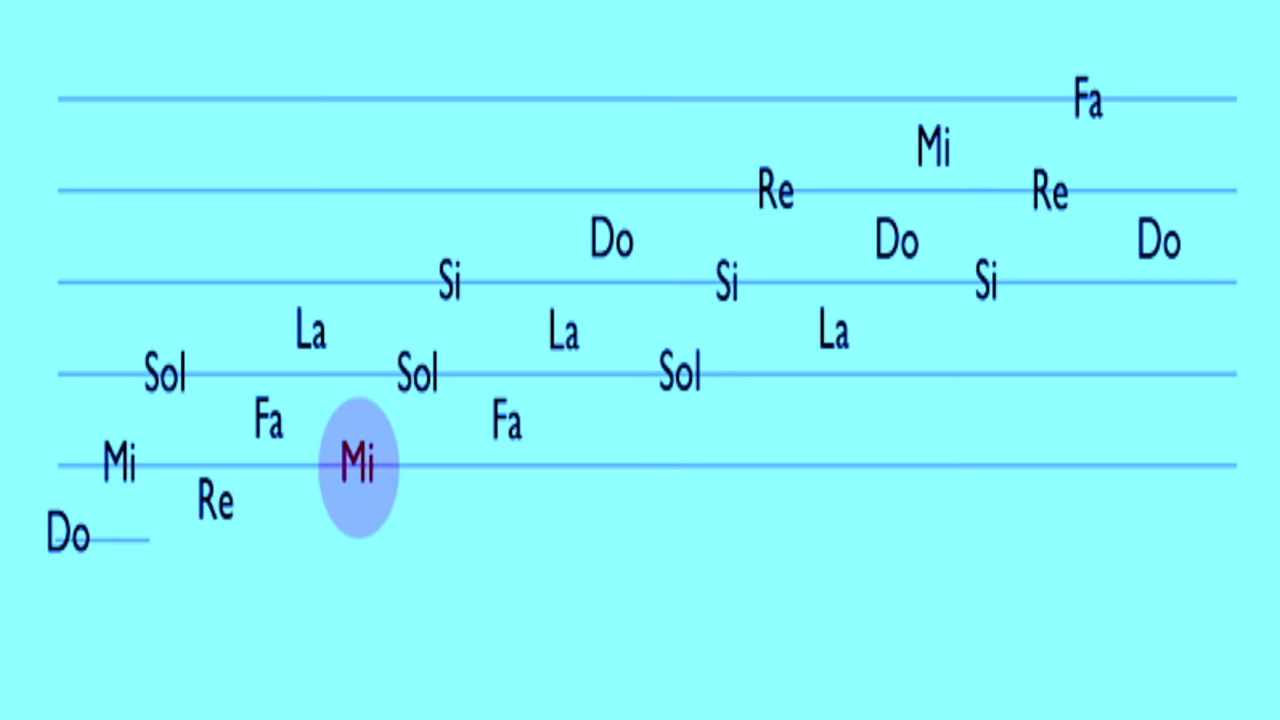 Fa
Mi
Re Re
Do Do Do
Si Si Si
La La La
Sol Sol Sol
Fa Fa
Mi Mi
Re
Do